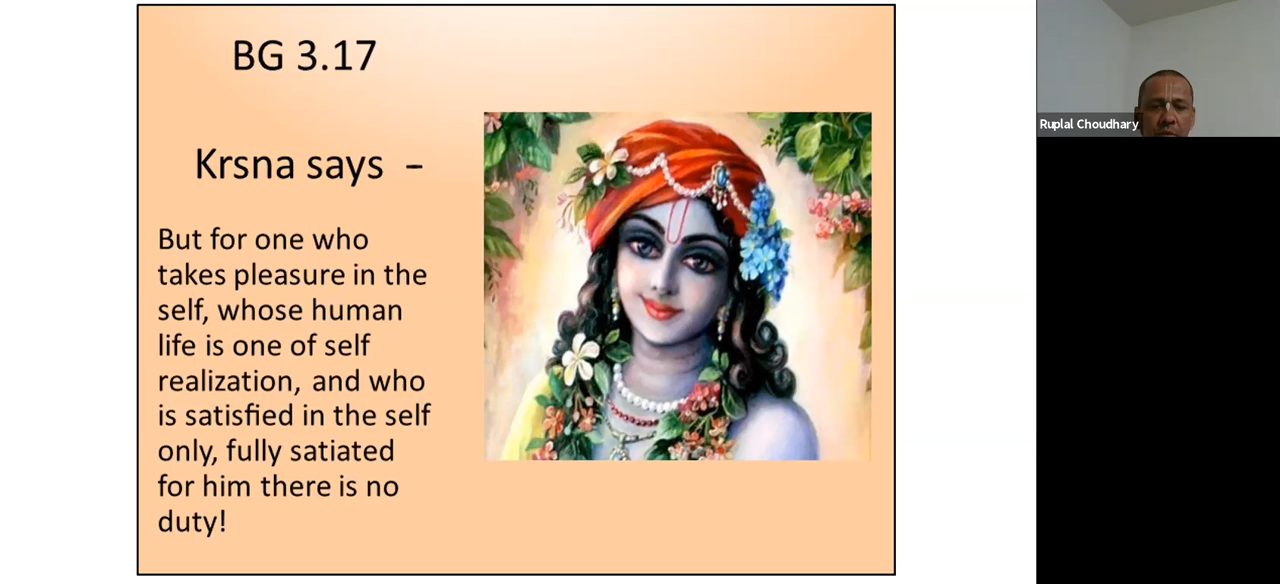 BG 3.17
Krsna says –
But for one who
takes pleasure in the
self, whose human
life is one of self
realization, and who
is satisfied in the self
only, fully satiated
for him there is no
duty!
Ruplal Choudhary